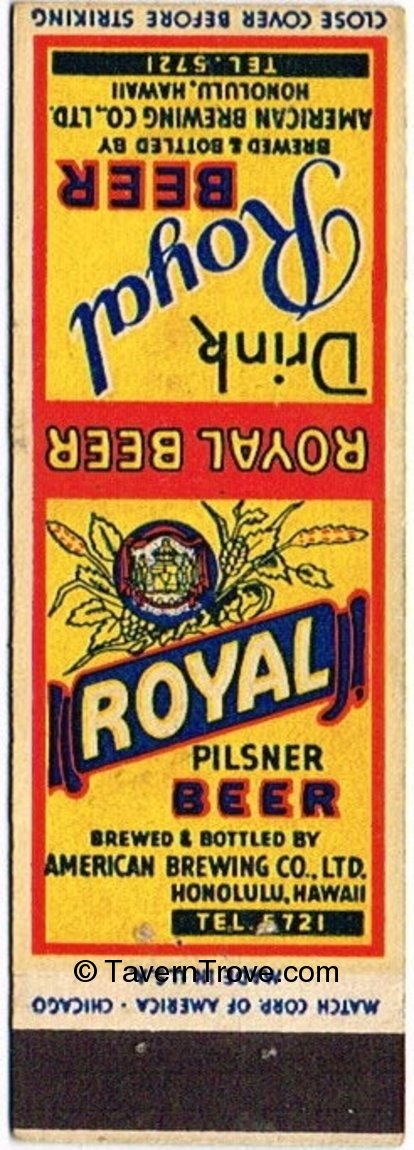 CLOSE COVER BEFORE STRIKING
TEL. 5721
HONOLULU, HAWAII
AMERICAN BREWING CO., LTD.
BREWED & BOTTLED BY
BEER
Royal
Drink
ROYAL BEER
ROYAL
PILSNER
BEER
BREWED & BOTTLED BY
AMERICAN BREWING CO., LTD.
HONOLULU, HAWAII
TEL. 5721
© TavernTrove.com
MADE IN U.S.A.
MATCH CORP. OF AMERICA · CHICAGO